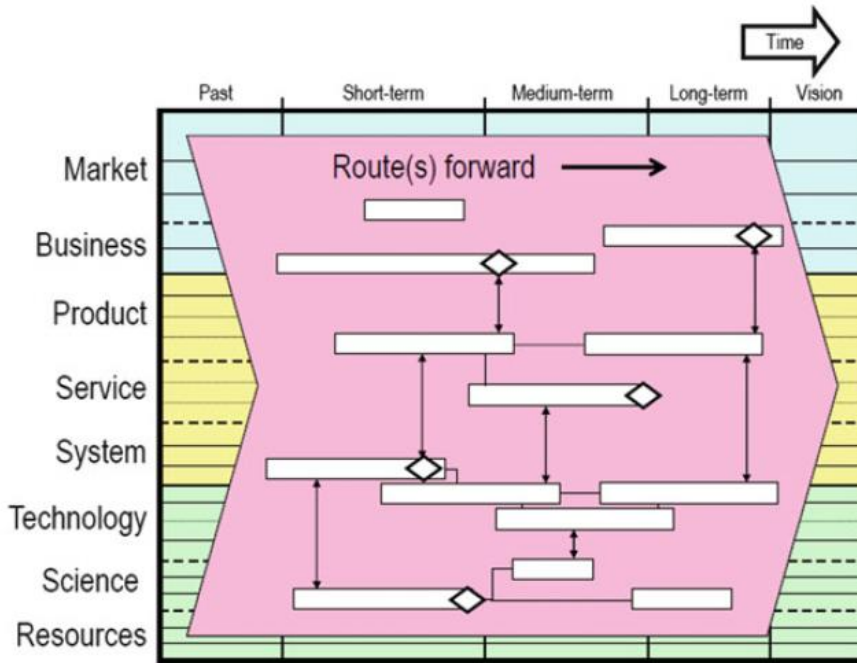 Time
Past Short-term Medium-term Long-term Vision
Market
Route(s) forward
Business
Product
Service
System
Technology
Science
Resources